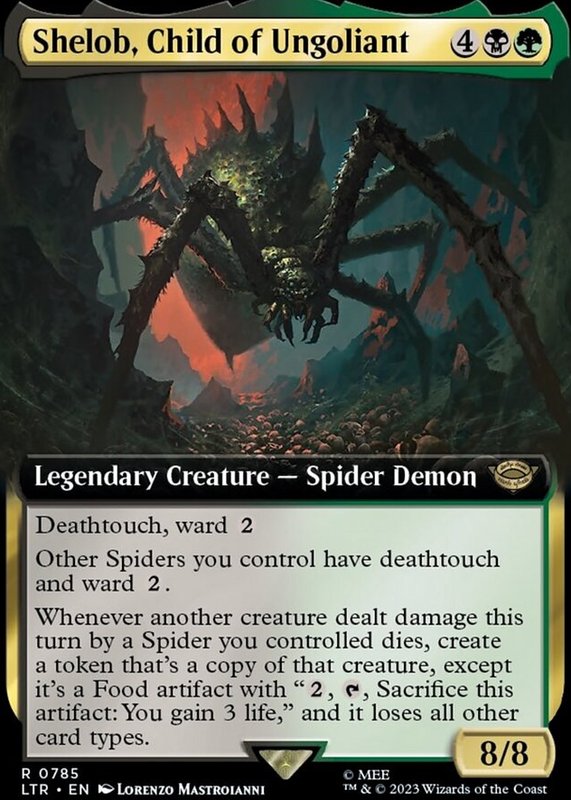 Shelob, Child of Ungoliant 4
Legendary Creature — Spider Demon
Deathtouch, ward 2
Other Spiders you control have deathtouch
and ward 2.
Whenever another creature dealt damage this
turn by a Spider you controlled dies, create
a token that's a copy of that creature, except
it's a Food artifact with “2, , Sacrifice this
artifact: You gain 3 life,” and it loses all other
card types.
8/8
R 0785
LTR • EN Lorenzo Mastroianni
© MEE
™ & © 2023 Wizards of the Coast